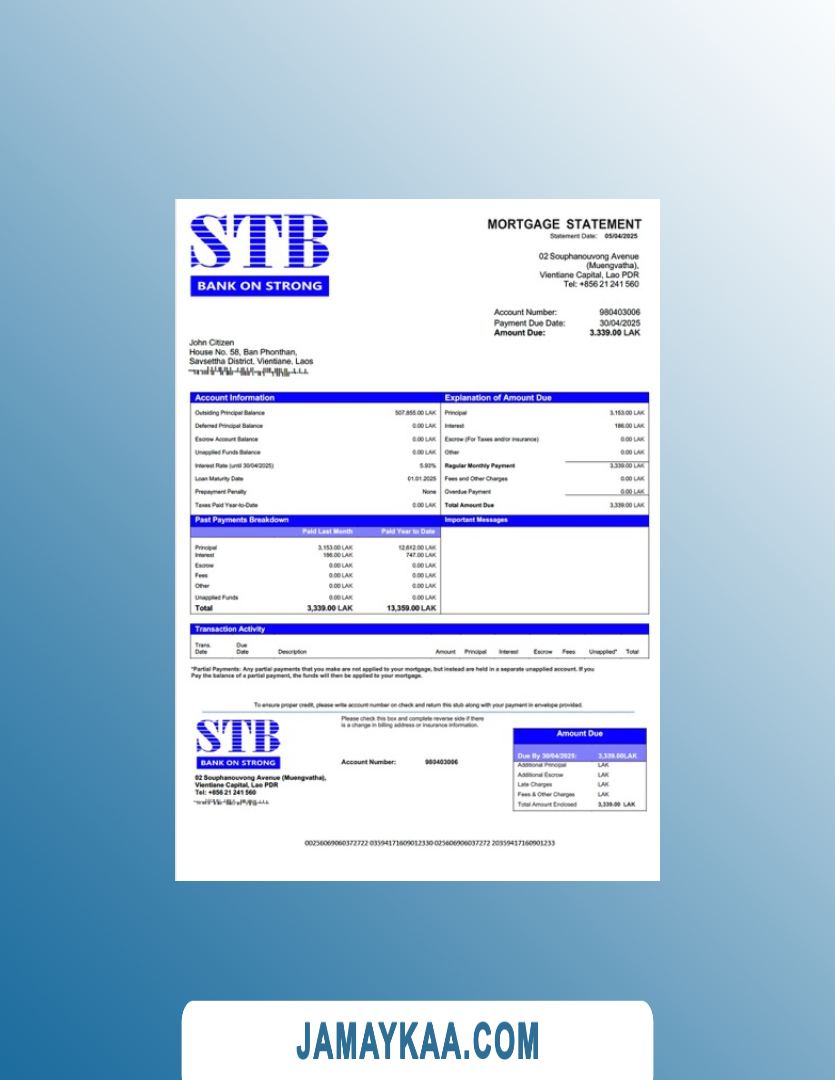 STB
BANK ON STRONG
MORTGAGE STATEMENT
Statement Date: 05/04/2025
02 Souphanouvong Avenue
(Muengvatha),
Vientiane Capital, Lao PDR
Tel: +856 21 241 560
Account Number: 980403006
Payment Due Date: 30/04/2025
Amount Due: 3.339.00 LAK
John Citizen
House No. 58, Ban Phonthan,
Savsettha District, Vientiane, Laos
Account Information
Outsiding Principal Balance 507,855.00 LAK
Deferred Principal Balance 0.00 LAK
Escrow Account Balance 0.00 LAK
Unapplied Funds Balance 0.00 LAK
Interest Rate (until 30/04/2025) 5.93%
Loan Maturity Date 01.01.2025
Prepayment Penalty None
Taxes Paid Year-to-Date 0.00 LAK
Explanation of Amount Due
Principal 3,153.00 LAK
Interest 186.00 LAK
Escrow (For Taxes and/or insurance) 0.00 LAK
Other 0.00 LAK
Regular Monthly Payment 3,339.00 LAK
Fees and Other Charges 0.00 LAK
Overdue Payment 0.00 LAK
Total Amount Due 3,339.00 LAK
Past Payments Breakdown
Paid Last Month Paid Year to Date
Principal 3,153.00 LAK 12,612.00 LAK
Interest 186.00 LAK 747.00 LAK
Escrow 0.00 LAK 0.00 LAK
Fees 0.00 LAK 0.00 LAK
Other 0.00 LAK 0.00 LAK
Unapplied Funds 0.00 LAK 0.00 LAK
Total 3,339.00 LAK 13,359.00 LAK
Important Messages
Transaction Activity
Trans. Date Due Date Description Amount Principal Interest Escrow Fees Unapplied* Total
*Partial Payments: Any partial payments that you make are not applied to your mortgage, but instead are held in a separate unapplied account. If you
Pay the balance of a partial payment, the funds will then be applied to your mortgage.
To ensure proper credit, please write account number on check and return this stub along with your payment in envelope provided.
STB
BANK ON STRONG
02 Souphanouvong Avenue (Muengvatha),
Vientiane Capital, Lao PDR
Tel: +856 21 241 560
Please check this box and complete reverse side if there
is a change in billing address or insurance information.
Account Number: 980403006
Amount Due
Due By 30/04/2025: 3,339.00LAK
Additional Principal LAK
Additional Escrow LAK
Late Charges LAK
Fees & Other Charges LAK
Total Amount Enclosed 3,339.00 LAK
00256069060372722 03594171609012330 025606906037272 20359417160901233
JAMAYKAA.COM